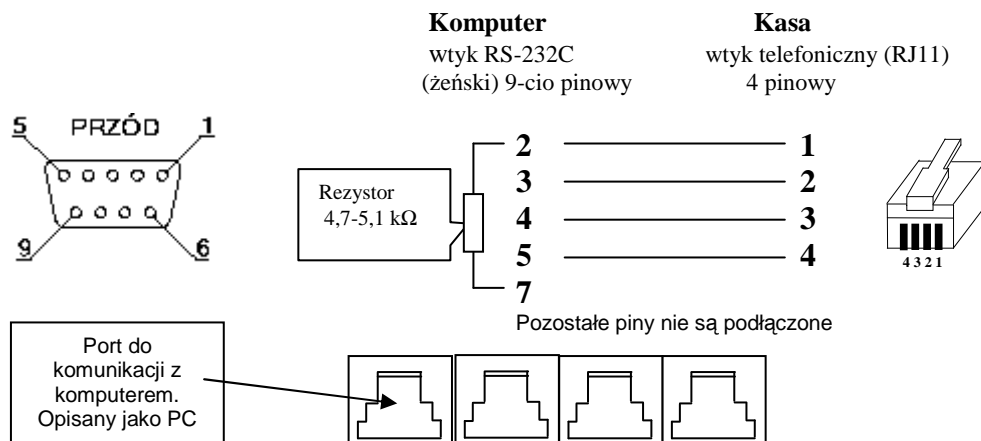 Komputer
wtyk RS-232C
(żeński) 9-cio pinowy
Kasa
wtyk telefoniczny (RJ11)
4 pinowy
5 PRZÓD 1
9 6
Rezystor
4,7-5,1 kΩ
2 1
3 2
4 3
5 4
7
4 3 2 1
Pozostałe piny nie są podłączone
Port do
komunikacji z
komputerem.
Opisany jako PC